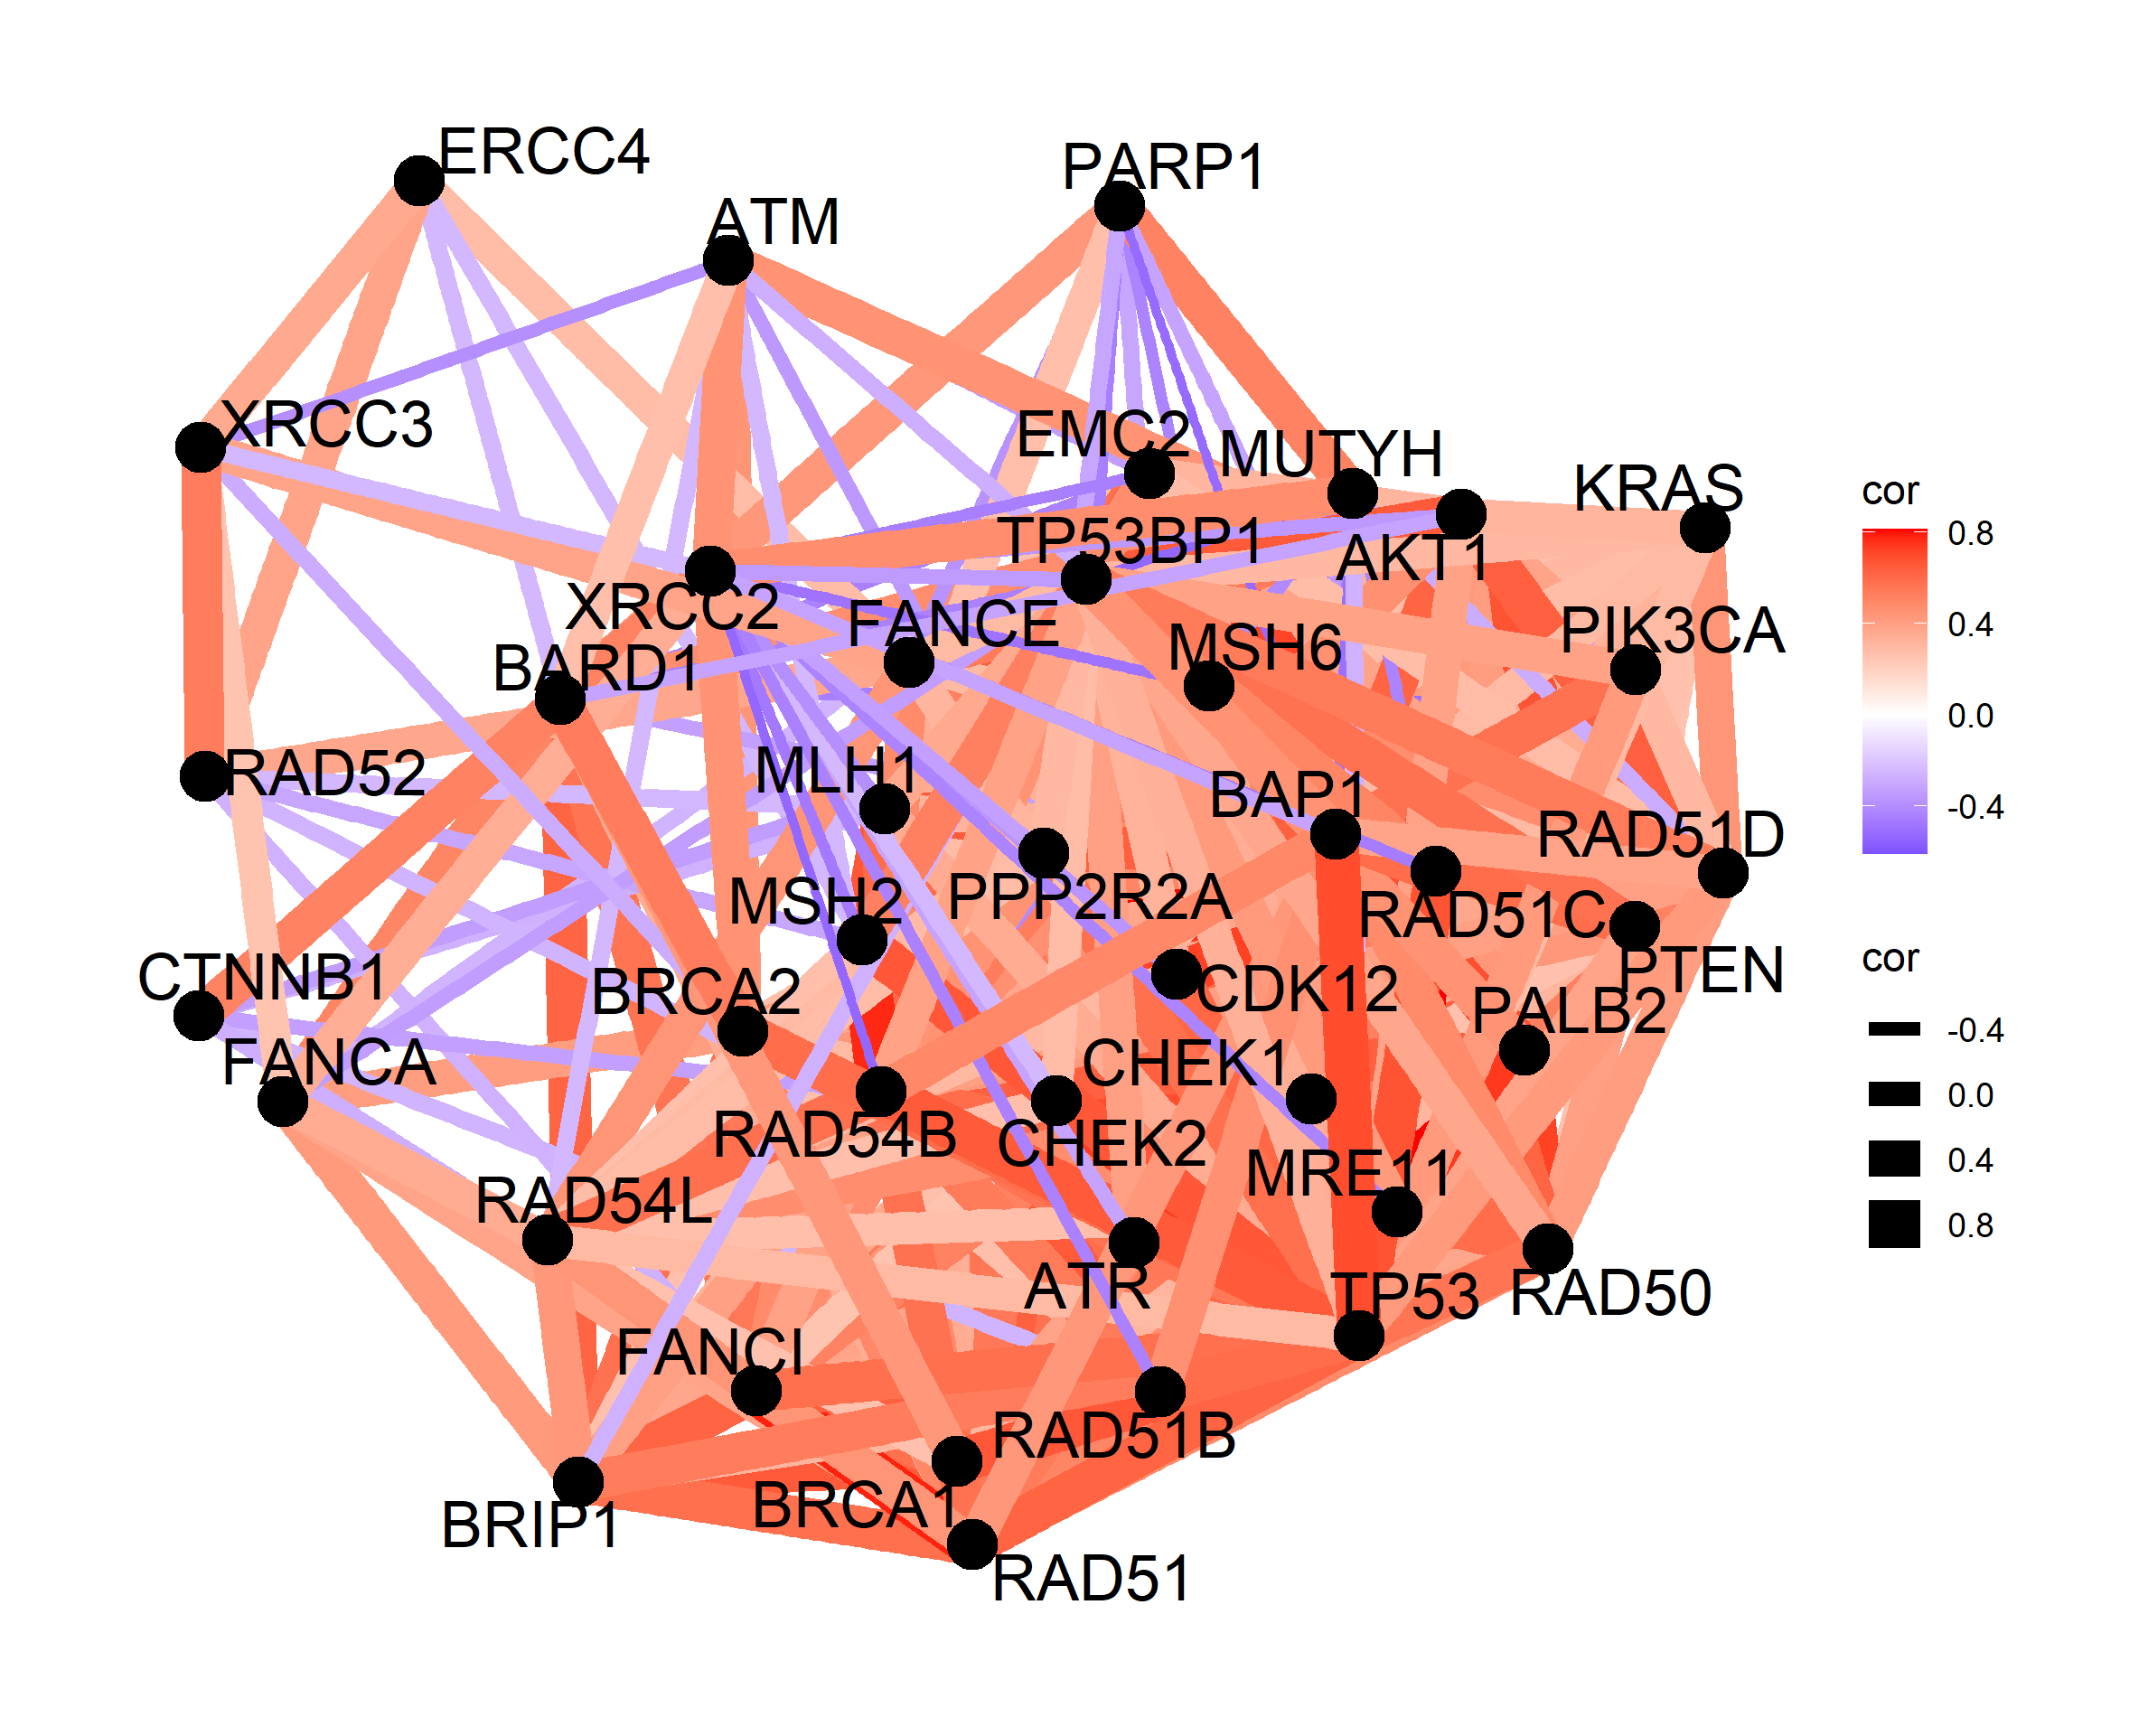 ERCC4
PARP1
ATM
XRCC3
EMC2
MUTYH
KRAS
TP53BP1
AKT1
XRCC2
FANCE
MSH6
PIK3CA
BARD1
RAD52
MLH1
BAP1
RAD51D
MSH2
PPP2R2A
RAD51C
PTEN
CTNNB1
BRCA2
CDK12
PALB2
FANCA
CHEK1
RAD54B
CHEK2
MRE11
RAD54L
ATR
TP53
RAD50
FANCI
RAD51B
BRCA1
BRIP1
RAD51
cor
0.8
0.4
0.0
-0.4
cor
-0.4
0.0
0.4
0.8